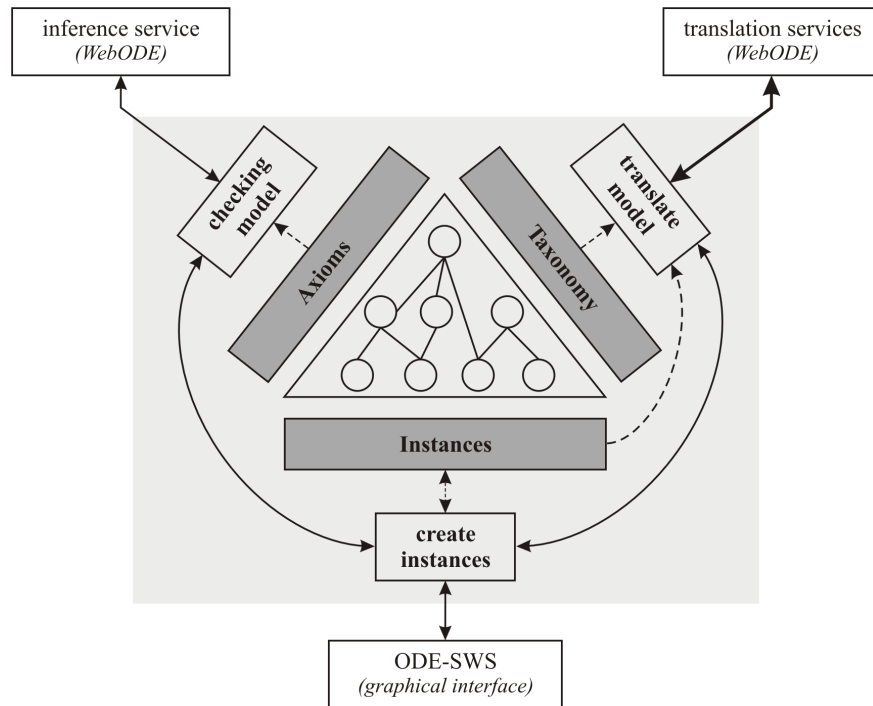 inference service
(WebODE)
translation services
(WebODE)
checking
model
translate
model
Axioms
Taxonomy
Instances
create
instances
ODE-SWS
(graphical interface)